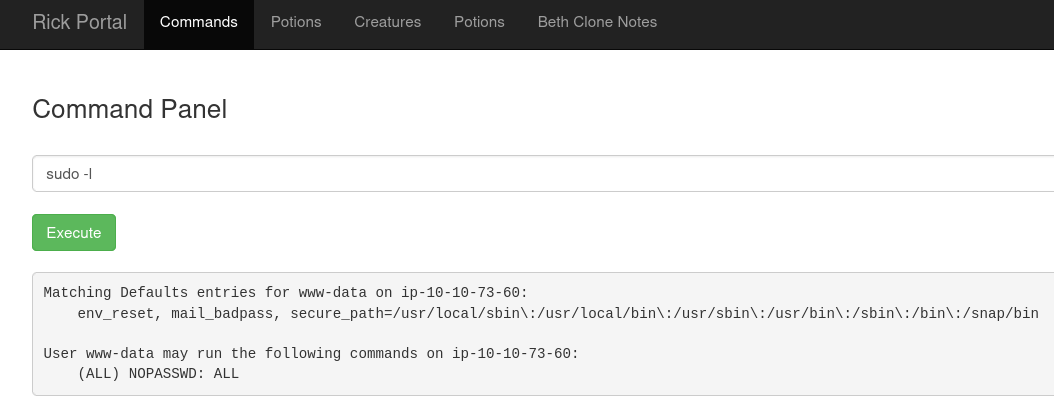 Rick Portal Commands Potions Creatures Potions Beth Clone Notes
Command Panel
sudo -l
Execute
Matching Defaults entries for www-data on ip-10-10-73-60:
    env_reset, mail_badpass, secure_path=/usr/local/sbin\:/usr/local/bin\:/usr/sbin\:/usr/bin\:/sbin\:/bin\:/snap/bin
User www-data may run the following commands on ip-10-10-73-60:
    (ALL) NOPASSWD: ALL